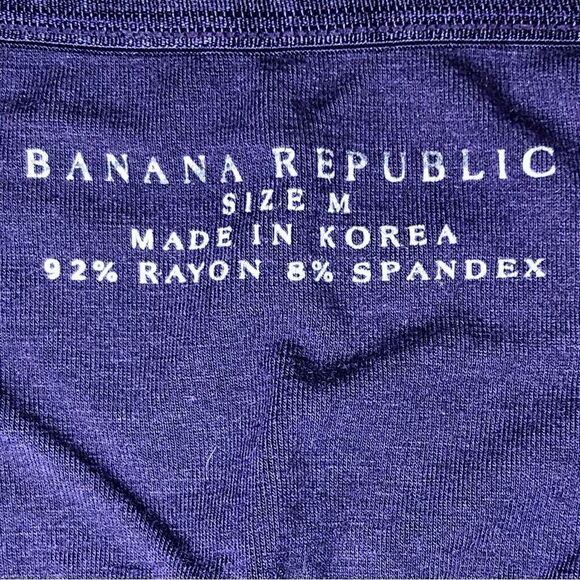 BANANA REPUBLIC
SIZE M
MADE IN KOREA
92% RAYON 8% SPANDEX